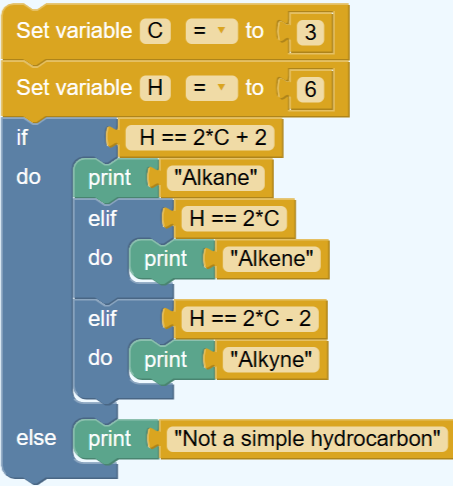 Set variable C = to 3
Set variable H = to 6
if H == 2*C + 2
do print "Alkane"
elif H == 2*C
do print "Alkene"
elif H == 2*C - 2
do print "Alkyne"
else print "Not a simple hydrocarbon"